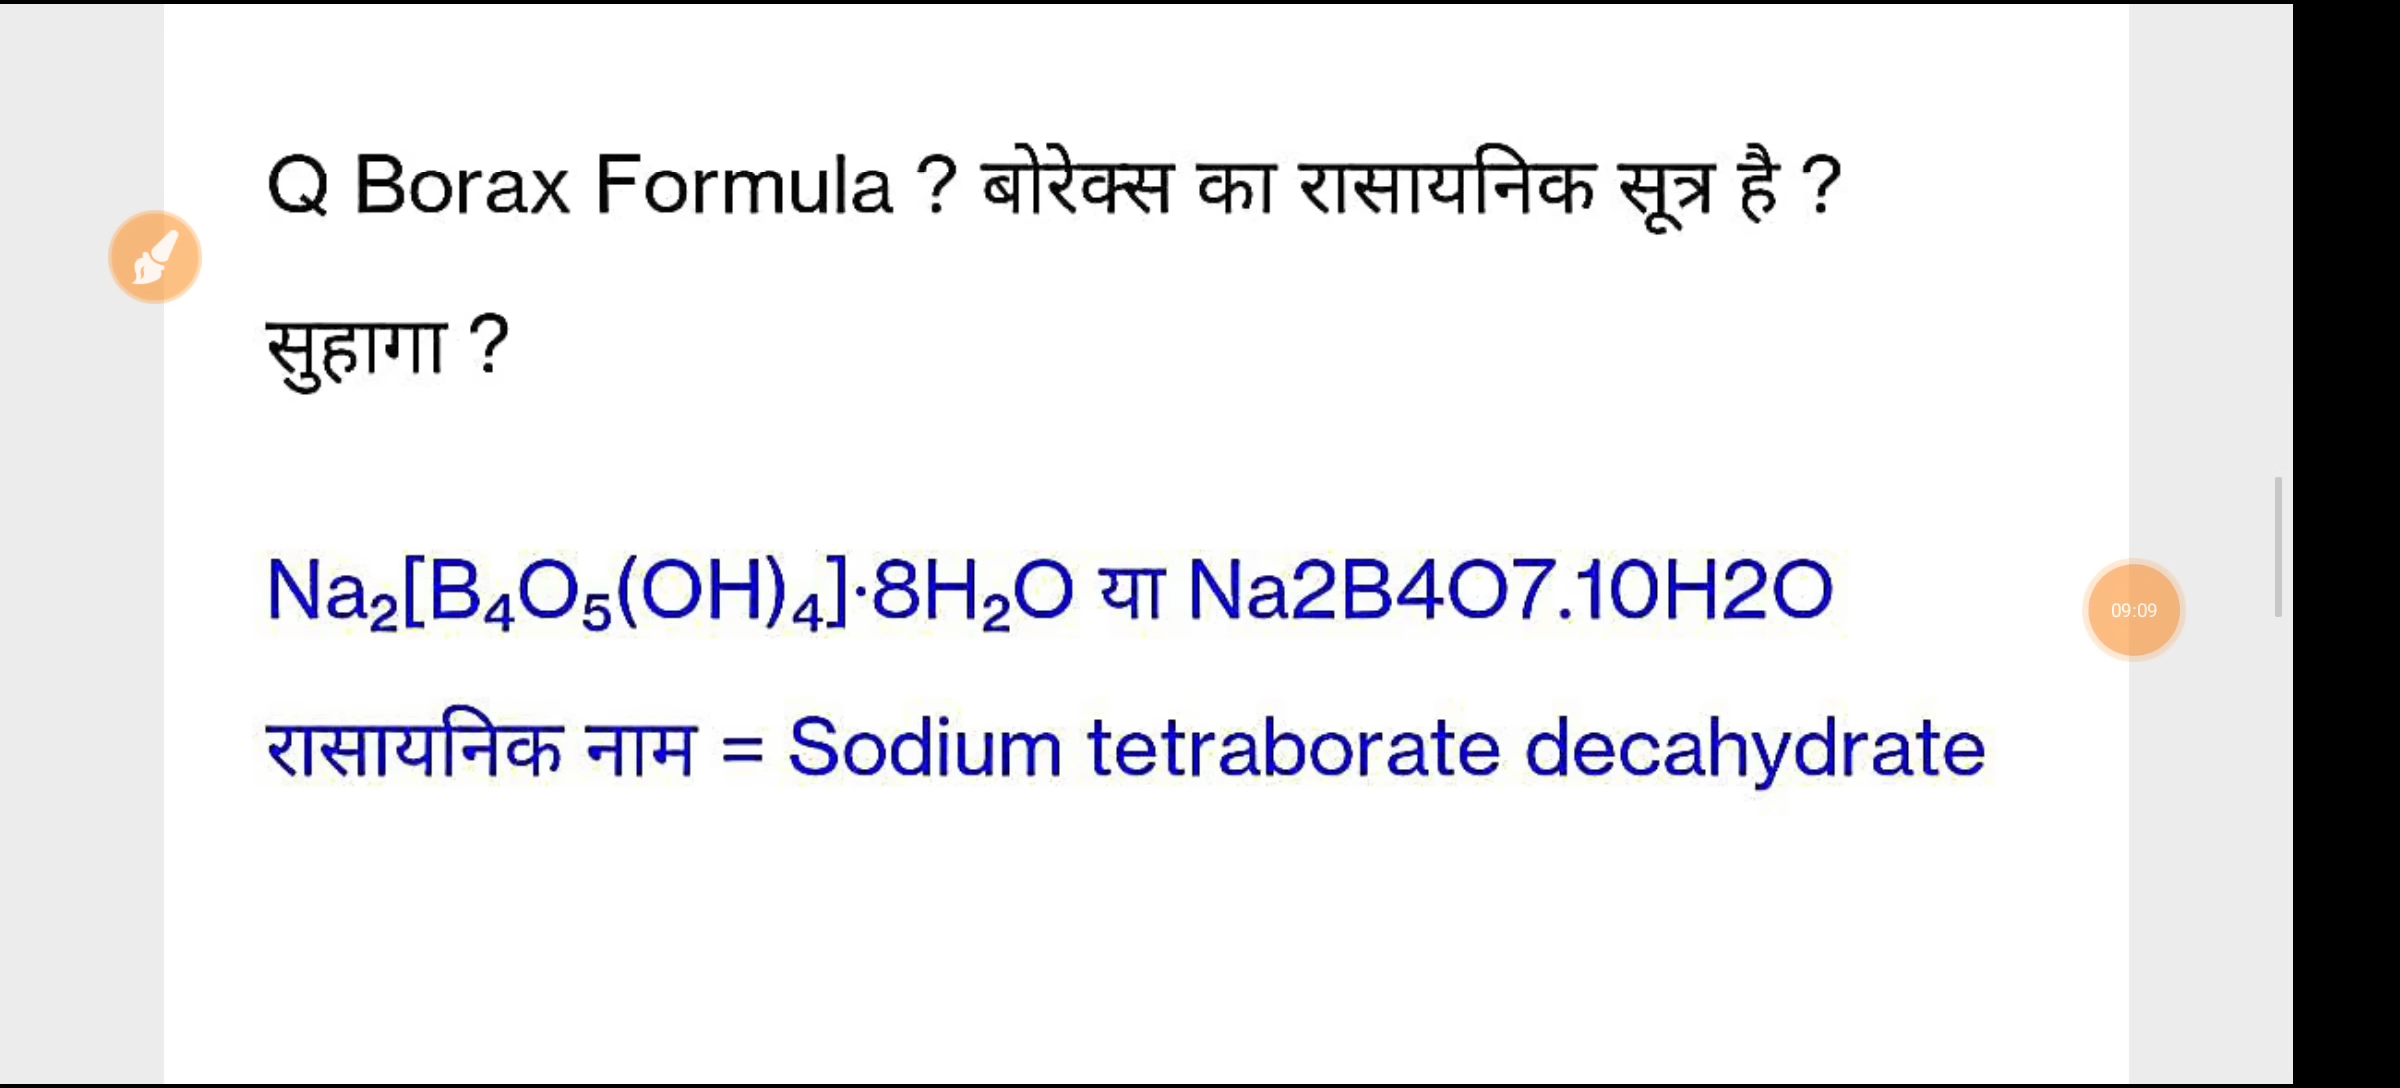 Q Borax Formula ? बोरेक्स का रासायनिक सूत्र है ?
सुहागा ?
Na₂[B₄O₅(OH)₄]·8H₂O या Na2B4O7.10H2O
09:09
रासायनिक नाम = Sodium tetraborate decahydrate